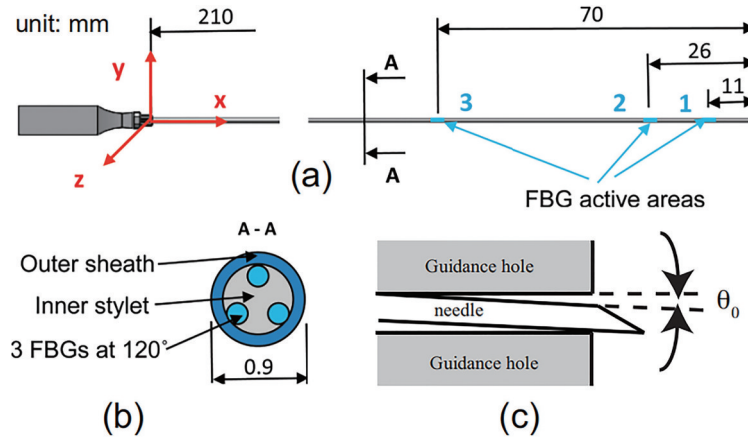 unit: mm
210
70
26
11
y
x
z
A
A
3
2
1
(a)
FBG active areas
A - A
Outer sheath
Inner stylet
3 FBGs at 120°
0.9
(b)
Guidance hole
needle
θ0
Guidance hole
(c)